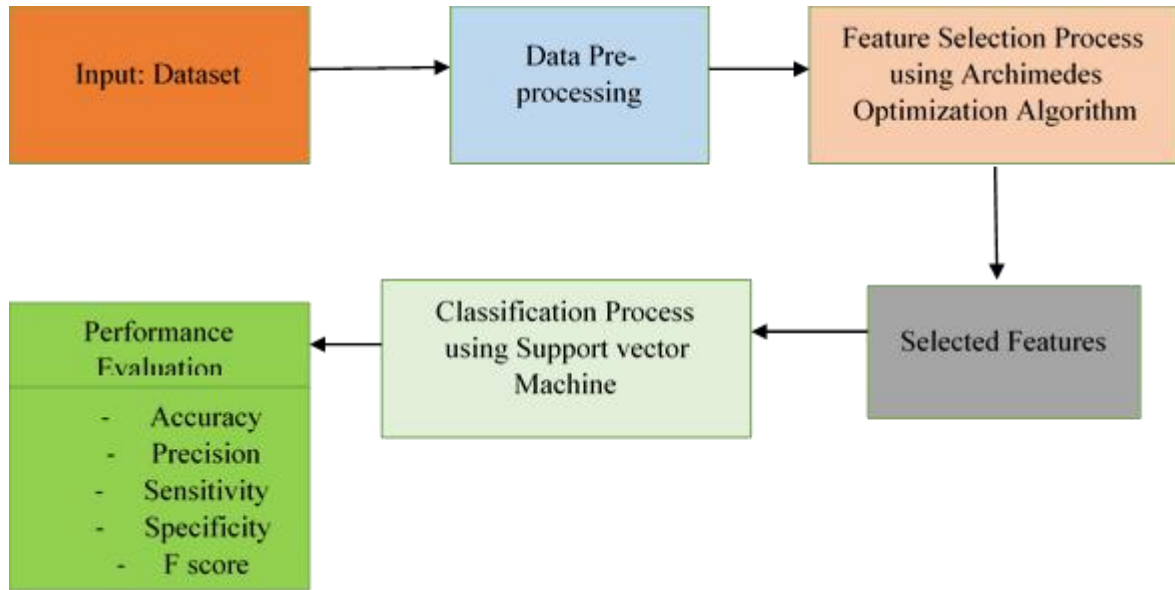 Input: Dataset
Data Pre-
processing
Feature Selection Process
using Archimedes
Optimization Algorithm
Selected Features
Classification Process
using Support vector
Machine
Performance
Evaluation
- Accuracy
- Precision
- Sensitivity
- Specificity
- F score